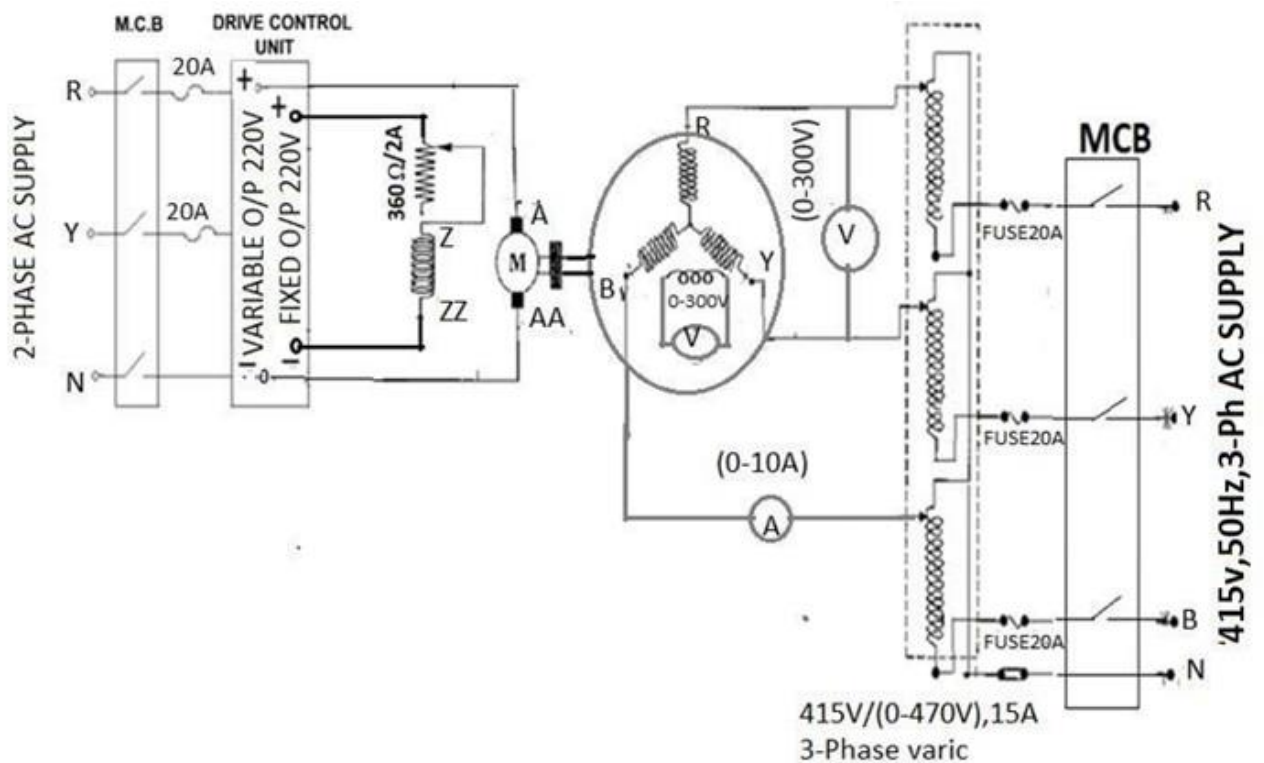 M.C.B
DRIVE CONTROL
UNIT
2-PHASE AC SUPPLY
R
Y
N
20A
20A
+
-
VARIABLE O/P 220V
+
-
FIXED O/P 220V
360Ω/2A
Z
ZZ
A
M
AA
R
B
Y
0-300V
V
(0-300V)
V
(0-10A)
A
FUSE20A
FUSE20A
FUSE20A
MCB
R
Y
B
N
'415v,50Hz,3-Ph AC SUPPLY
415V/(0-470V),15A
3-Phase varic